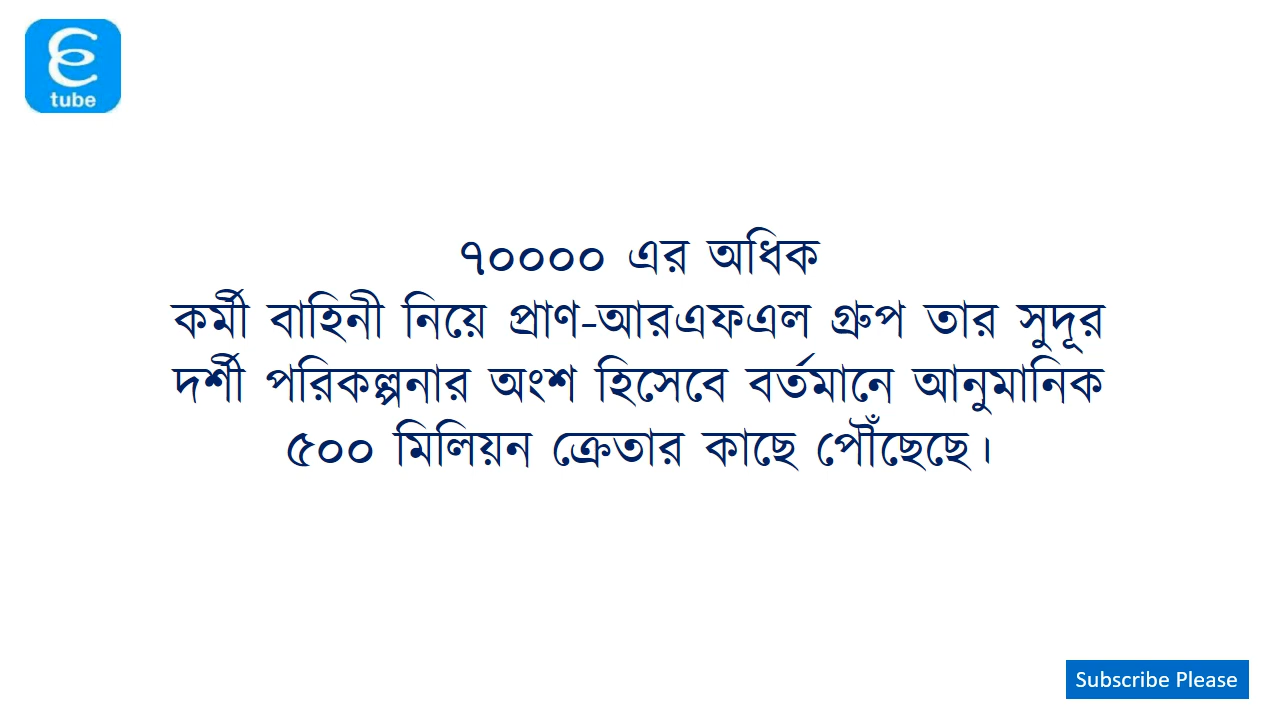 e
tube
৭০০০০ এর অধিক
কর্মী বাহিনী নিয়ে প্রাণ-আরএফএল গ্রুপ তার সুদূর
দর্শী পরিকল্পনার অংশ হিসেবে বর্তমানে আনুমানিক
৫০০ মিলিয়ন ক্রেতার কাছে পৌঁছেছে।
Subscribe Please